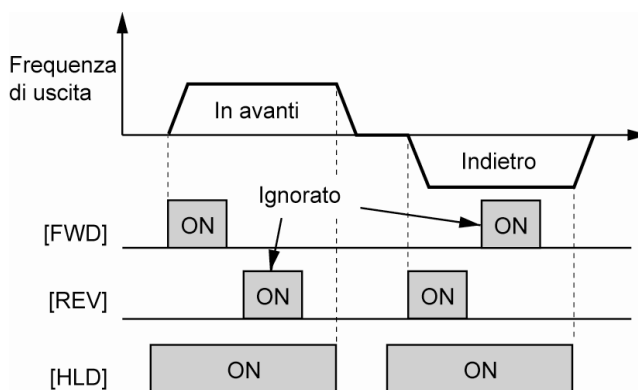 Frequenza
di uscita
In avanti
Indietro
Ignorato
[FWD]
ON
ON
[REV]
ON
ON
[HLD]
ON
ON